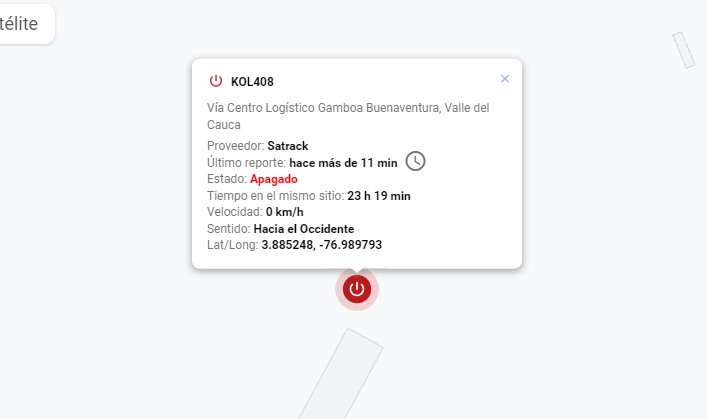 télite
KOL408
Vía Centro Logístico Gamboa Buenaventura, Valle del
Cauca
Proveedor: Satrack
Último reporte: hace más de 11 min
Estado: Apagado
Tiempo en el mismo sitio: 23 h 19 min
Velocidad: 0 km/h
Sentido: Hacia el Occidente
Lat/Long: 3.885248, -76.989793